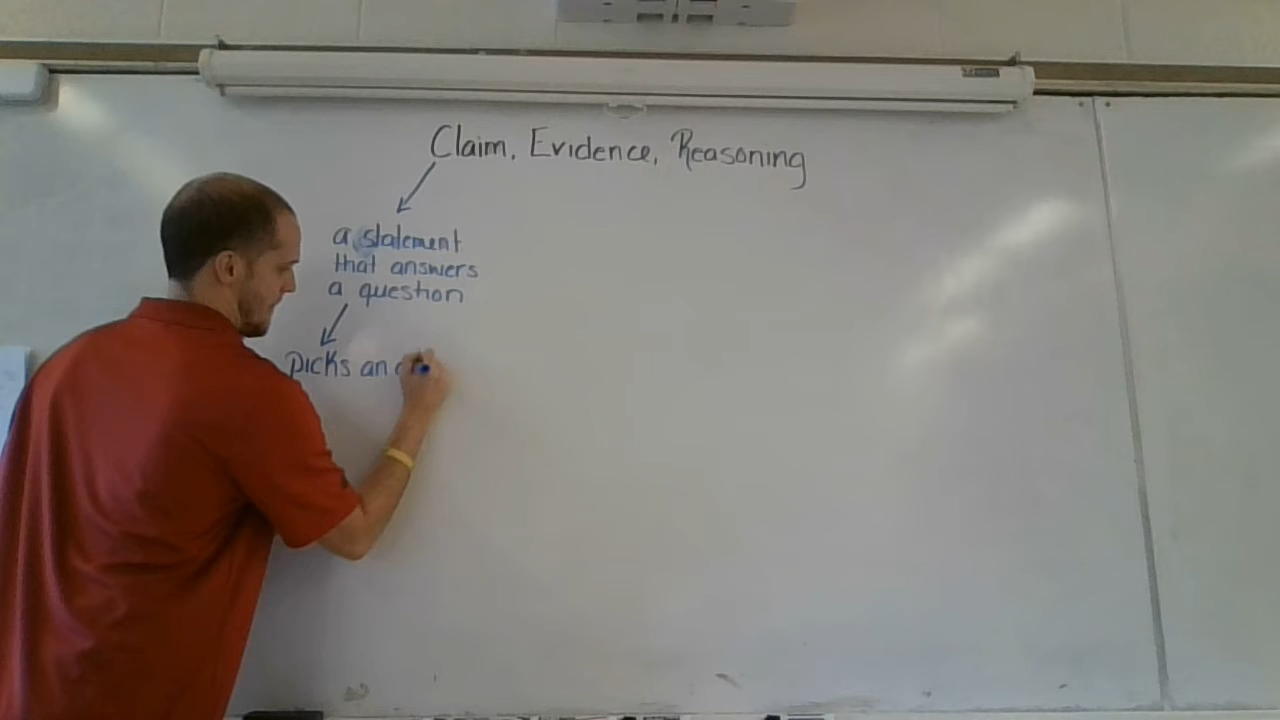 Claim, Evidence, Reasoning
a statement
that answers
a question
picks an